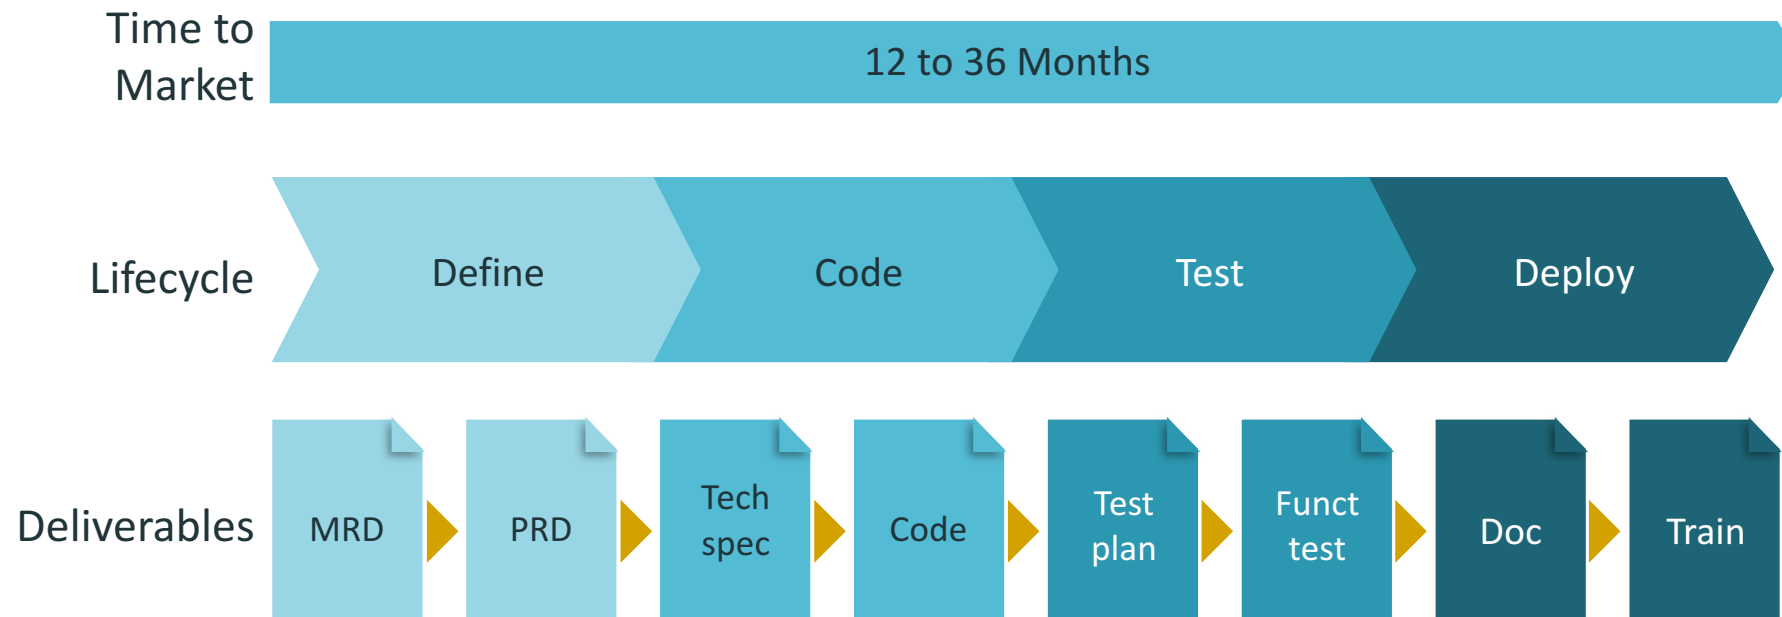 Time to
Market
12 to 36 Months
Lifecycle
Define
Code
Test
Deploy
Deliverables
MRD
PRD
Tech
spec
Code
Test
plan
Funct
test
Doc
Train